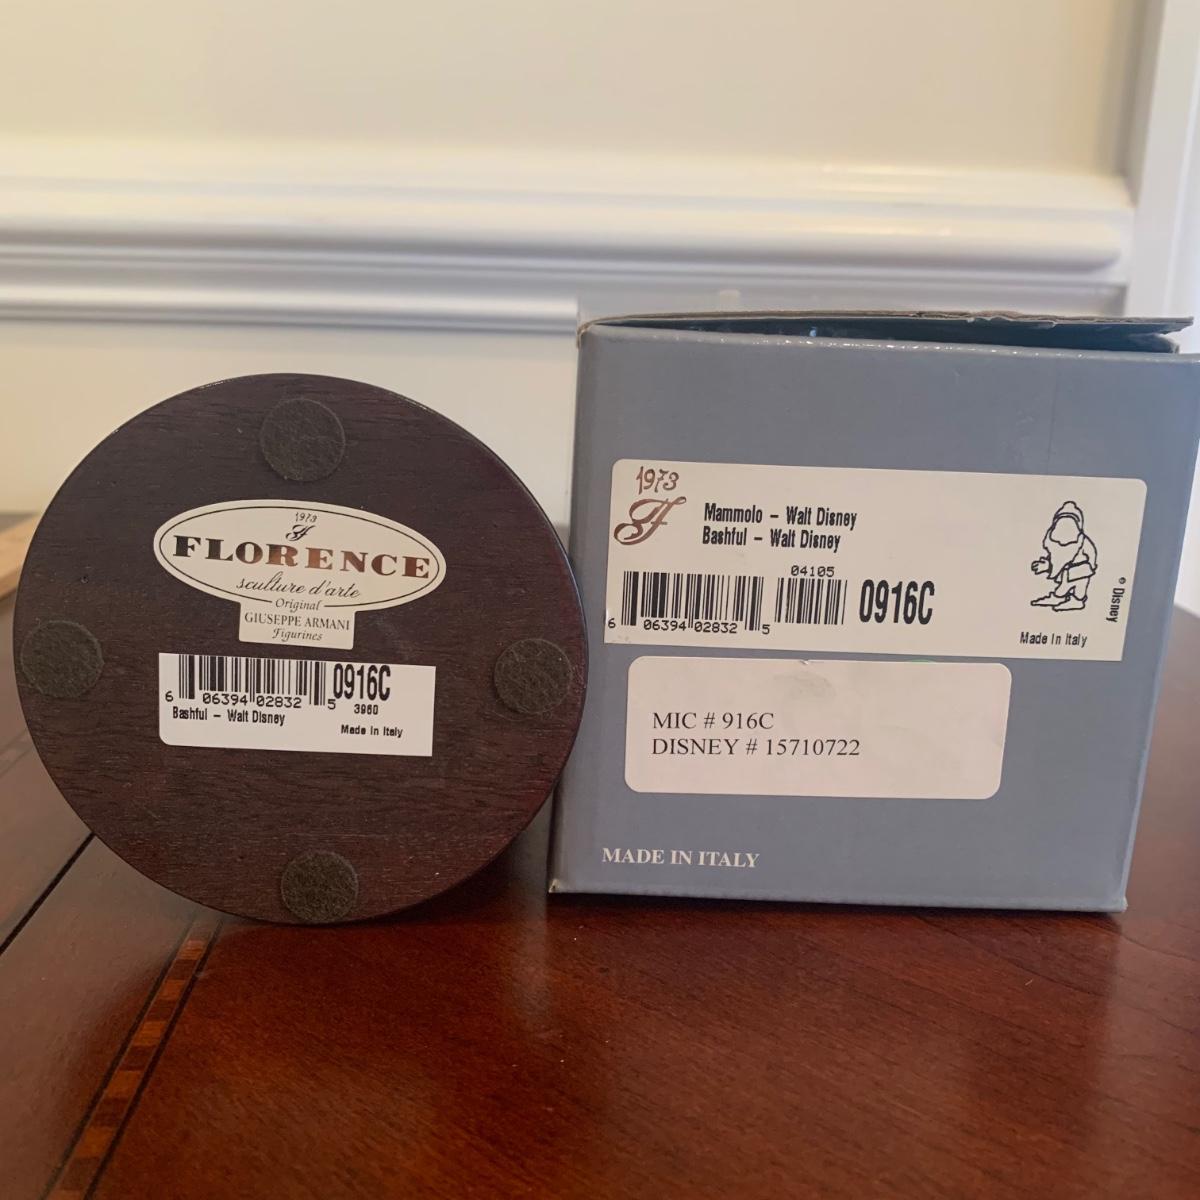 1973
FLORENCE
sculture d'arte
Original
GIUSEPPE ARMANI
Figurines
0916C
6 06394 02832 5
3960
Bashful – Walt Disney
Made in Italy
1973
Mammolo – Walt Disney
Bashful – Walt Disney
04105
0916C
6 06394 02832 5
© Disney
Made in Italy
MIC # 916C
DISNEY # 15710722
MADE IN ITALY